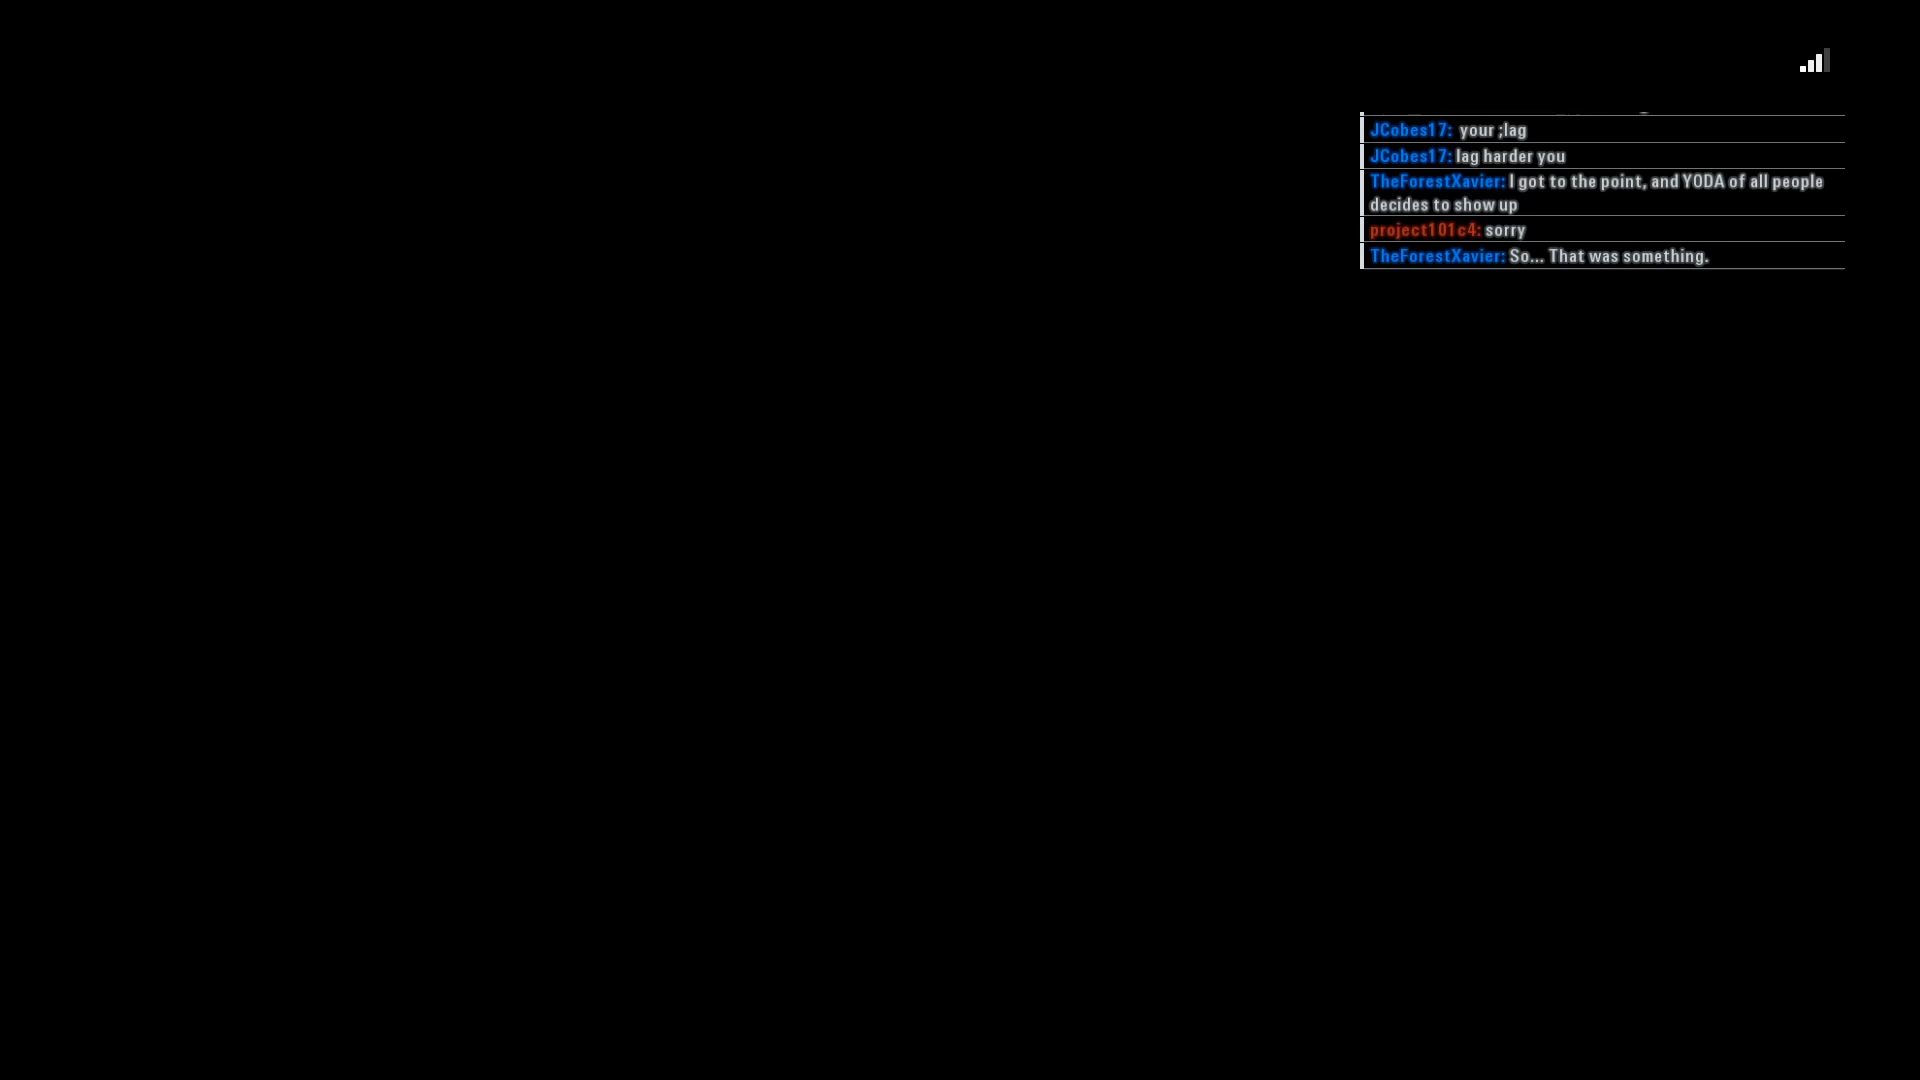 JCobes17: your ;lag
JCobes17: lag harder you
TheForestXavier: I got to the point, and YODA of all people
decides to show up
project101c4: sorry
TheForestXavier: So... That was something.